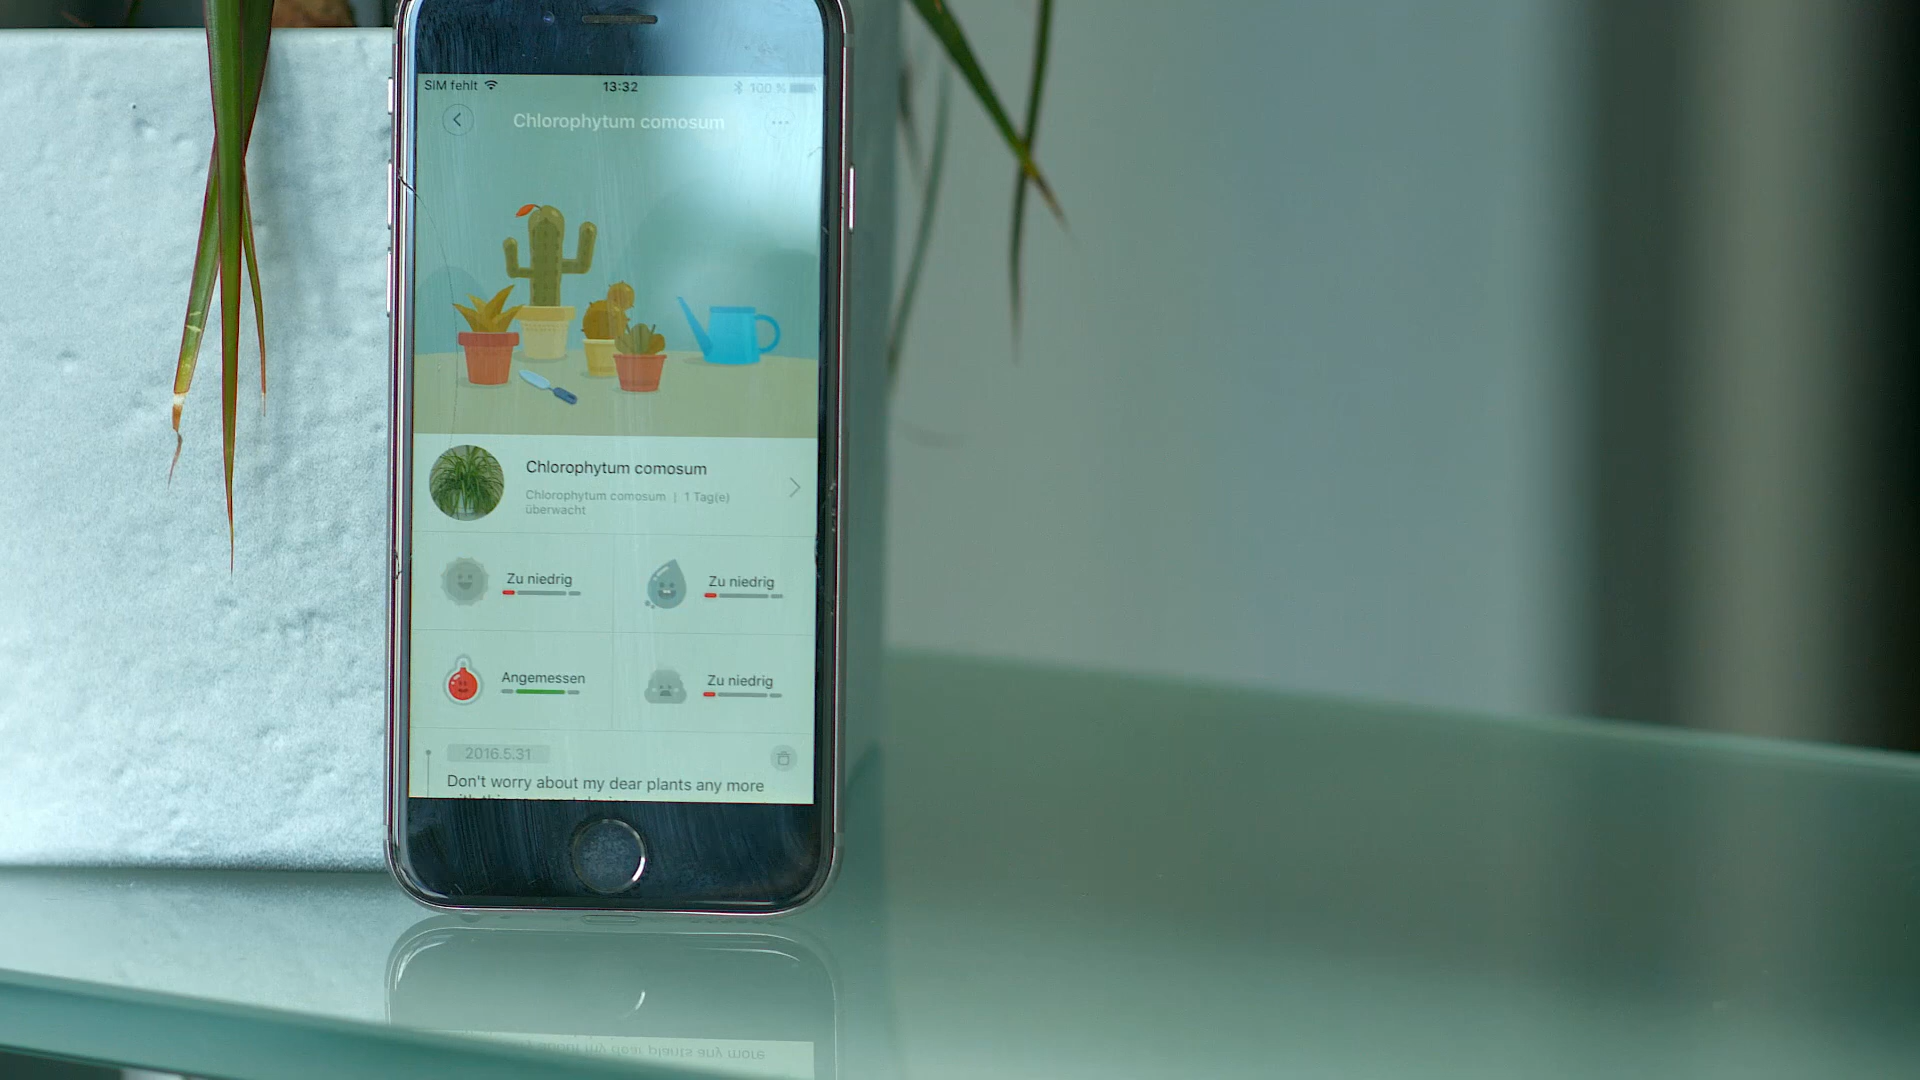 SIM fehlt 13:32 100 %
Chlorophytum comosum
Chlorophytum comosum
Chlorophytum comosum | 1 Tag(e)
überwacht
Zu niedrig
Zu niedrig
Angemessen
Zu niedrig
2016.5.31
Don't worry about my dear plants any more